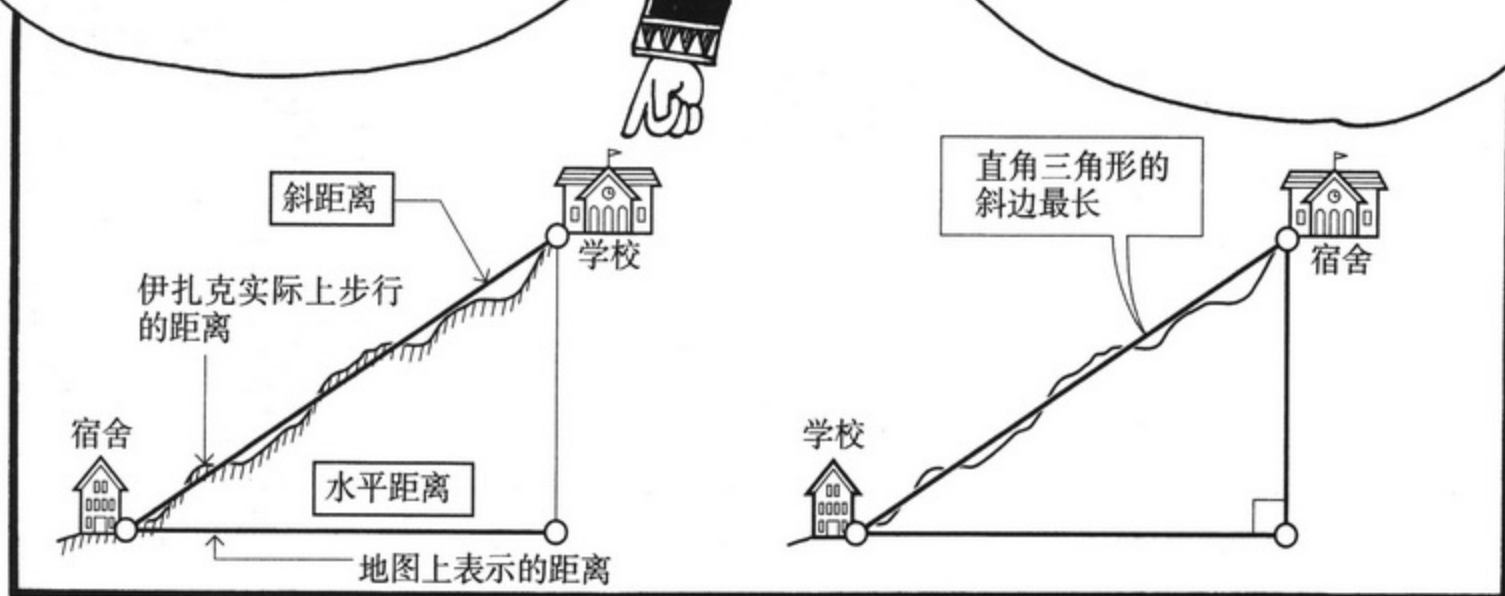 斜距离
学校
伊扎克实际上步行
的距离
宿舍
水平距离
地图上表示的距离
直角三角形的
斜边最长
宿舍
学校